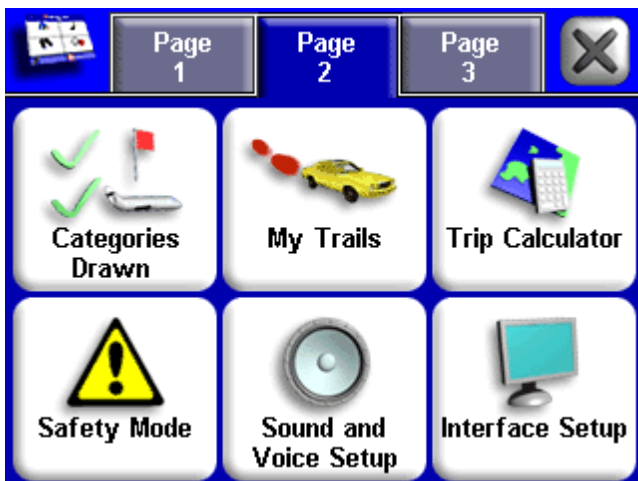 Page
1
Page
2
Page
3
Categories
Drawn
My Trails
Trip Calculator
Safety Mode
Sound and
Voice Setup
Interface Setup